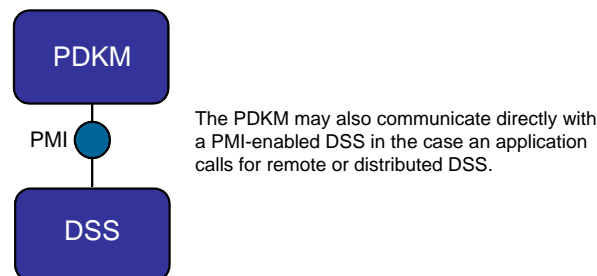 PDKM
PMI
The PDKM may also communicate directly with
a PMI-enabled DSS in the case an application
calls for remote or distributed DSS.
DSS